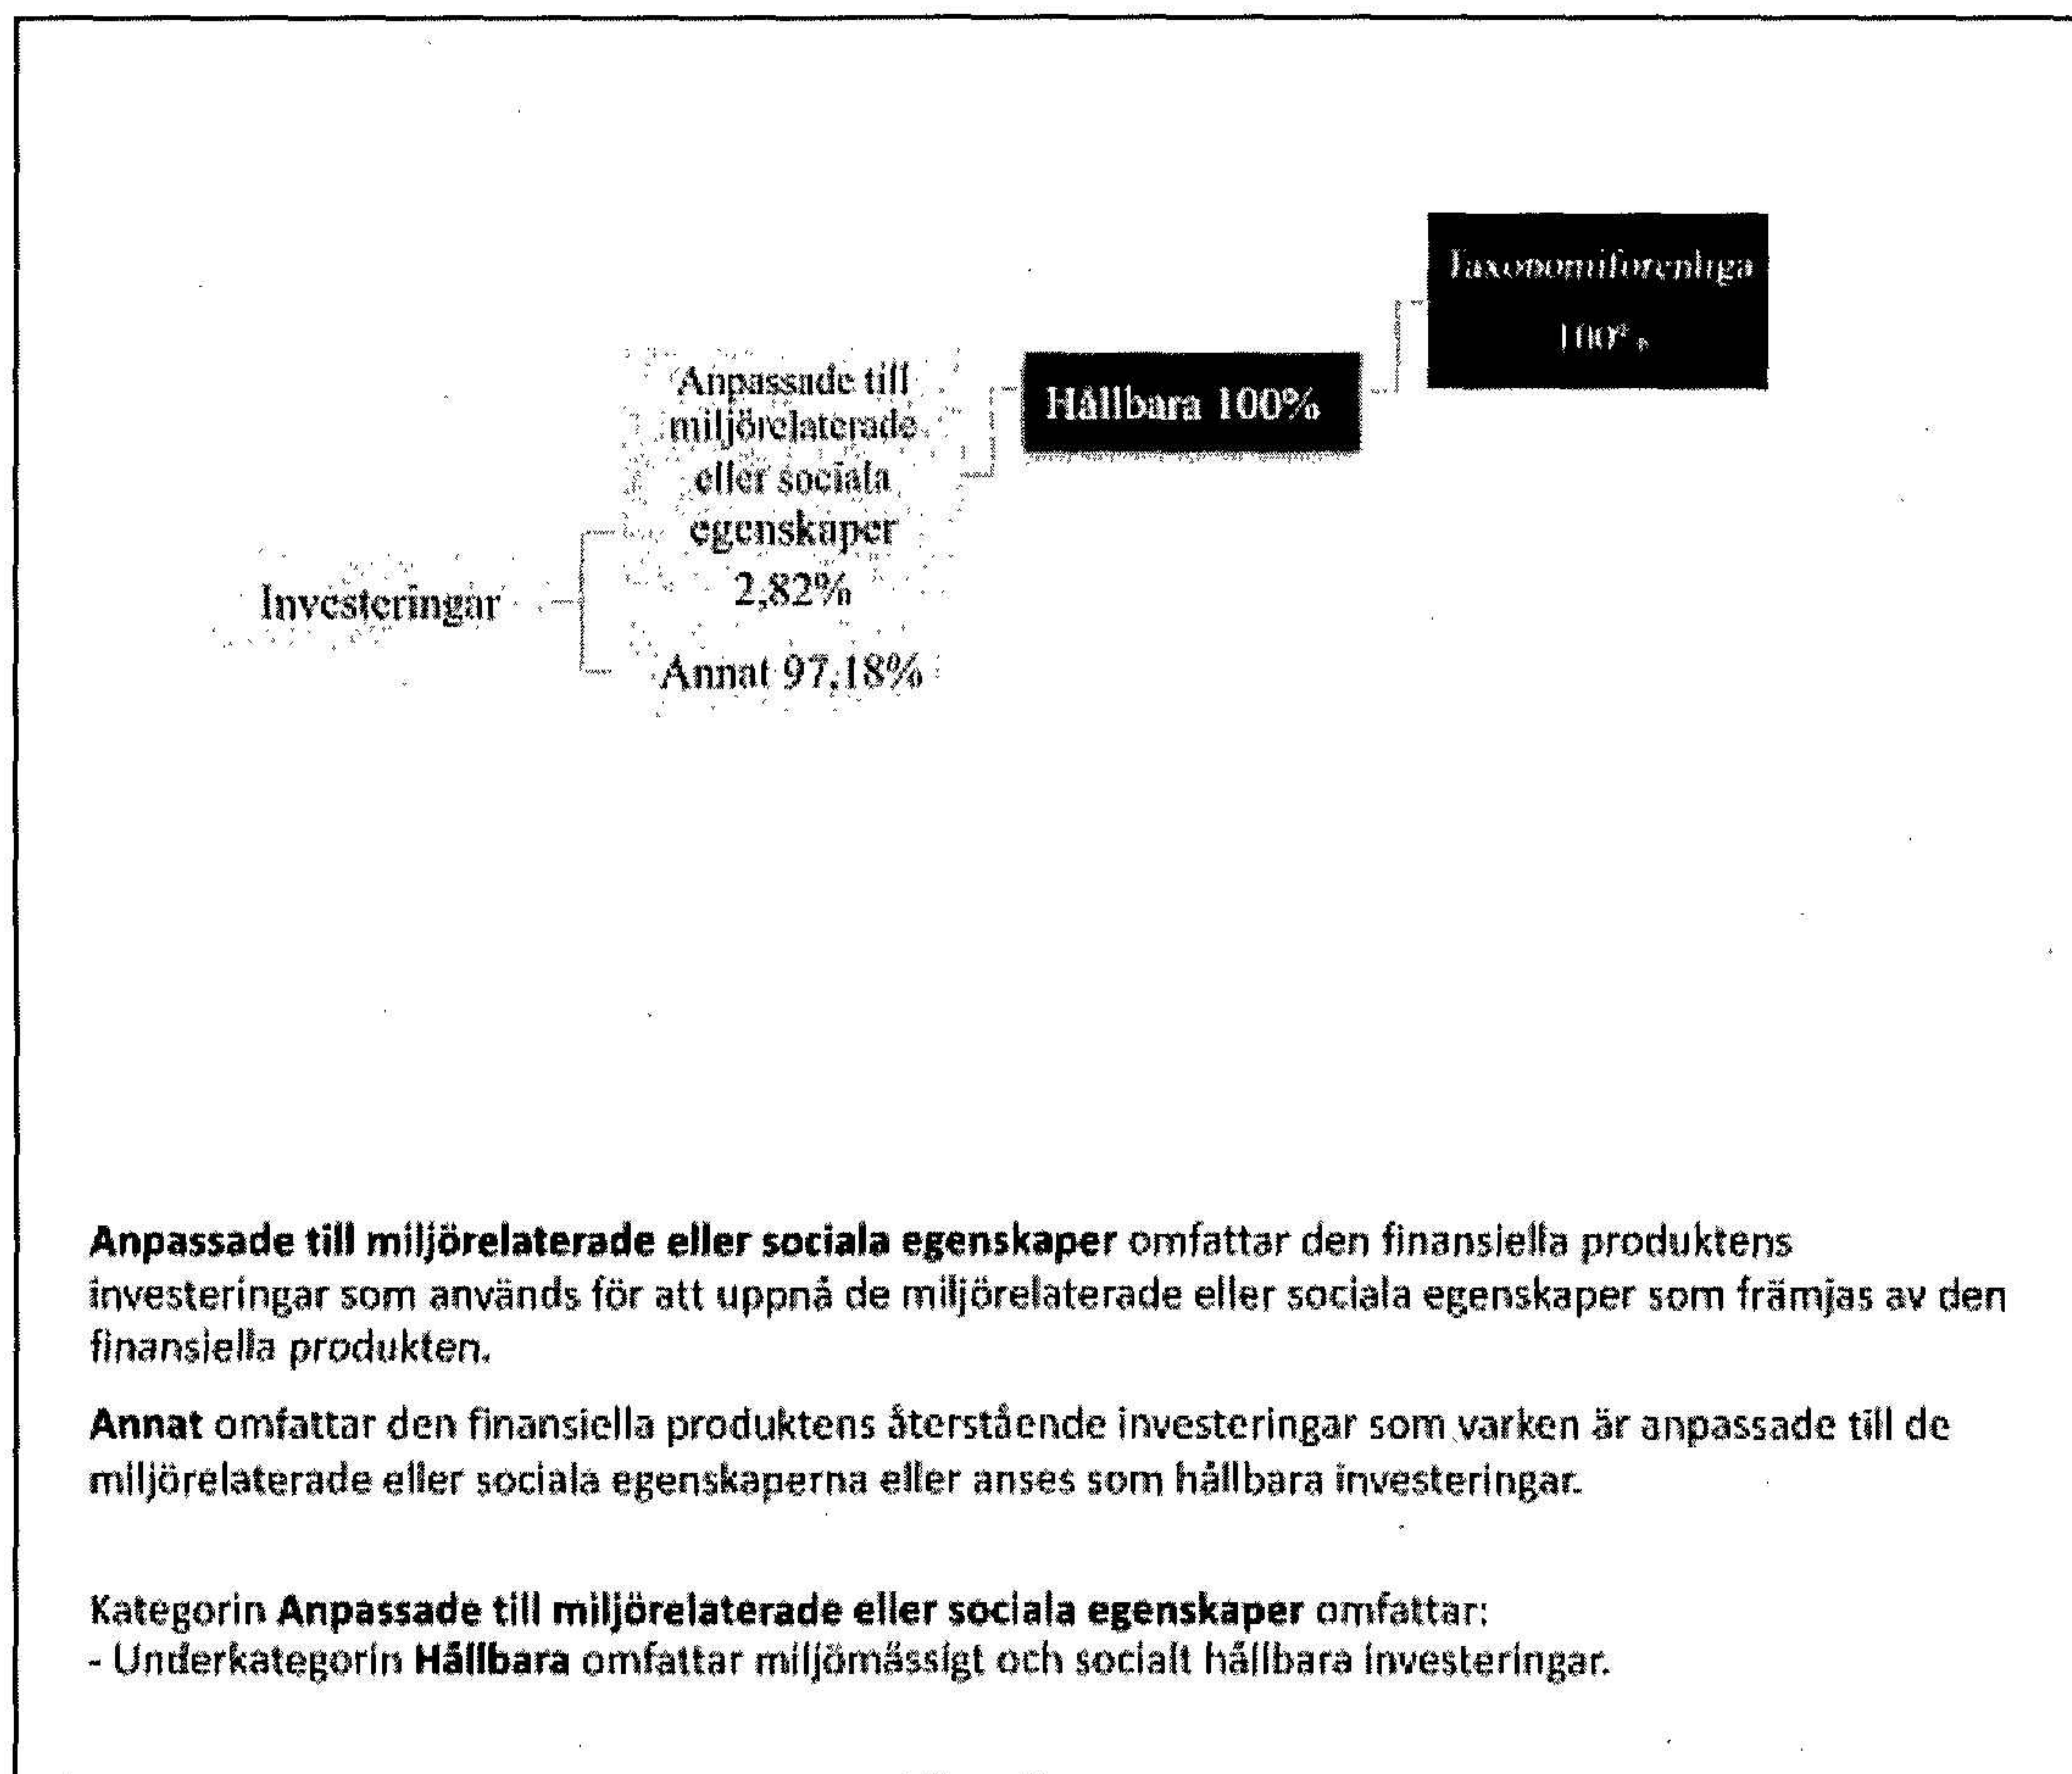 Taxonomiförenliga
100%
Anpassade till
miljörelaterade
eller sociala
egenskaper
2,82%
Hållbara 100%
Investeringar
Annat 97,18%
Anpassade till miljörelaterade eller sociala egenskaper omfattar den finansiella produktens
investeringar som används för att uppnå de miljörelaterade eller sociala egenskaper som främjas av den
finansiella produkten.
Annat omfattar den finansiella produktens återstående investeringar som varken är anpassade till de
miljörelaterade eller sociala egenskaperna eller anses som hållbara investeringar.
Kategorin Anpassade till miljörelaterade eller sociala egenskaper omfattar:
- Underkategorin Hållbara omfattar miljömässigt och socialt hållbara investeringar.